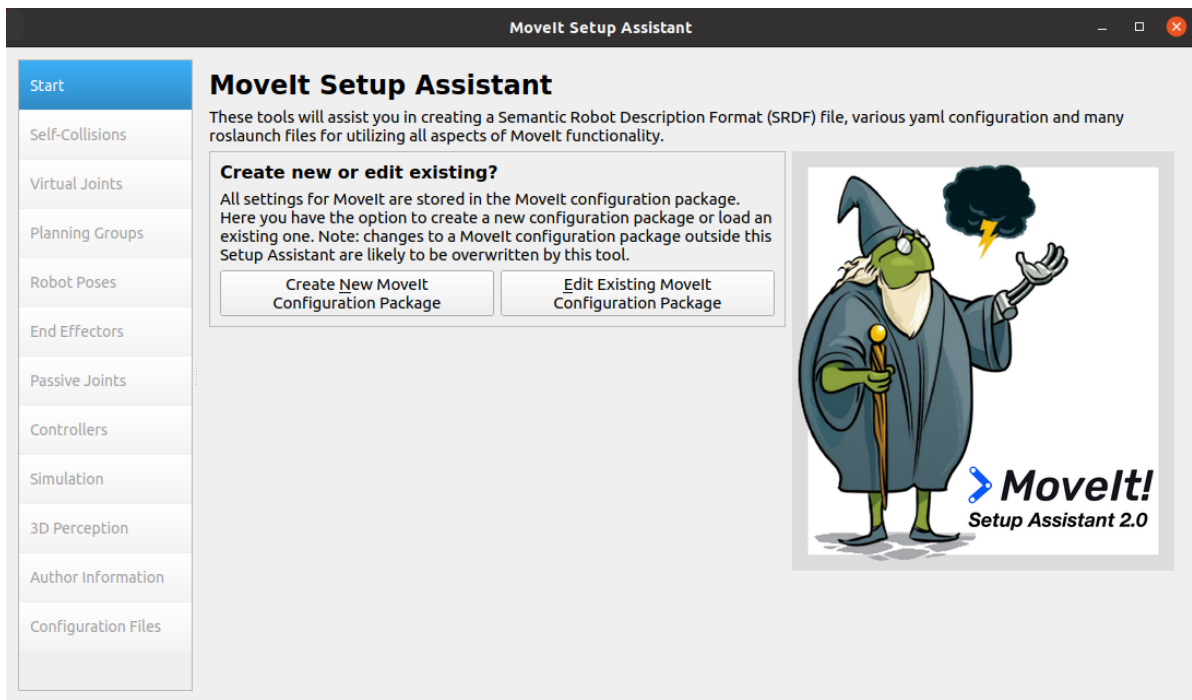 MoveIt Setup Assistant
Start
Self-Collisions
Virtual Joints
Planning Groups
Robot Poses
End Effectors
Passive Joints
Controllers
Simulation
3D Perception
Author Information
Configuration Files
MoveIt Setup Assistant
These tools will assist you in creating a Semantic Robot Description Format (SRDF) file, various yaml configuration and many
roslaunch files for utilizing all aspects of MoveIt functionality.
Create new or edit existing?
All settings for MoveIt are stored in the MoveIt configuration package.
Here you have the option to create a new configuration package or load an
existing one. Note: changes to a MoveIt configuration package outside this
Setup Assistant are likely to be overwritten by this tool.
Create New MoveIt
Configuration Package
Edit Existing MoveIt
Configuration Package
MoveIt!
Setup Assistant 2.0